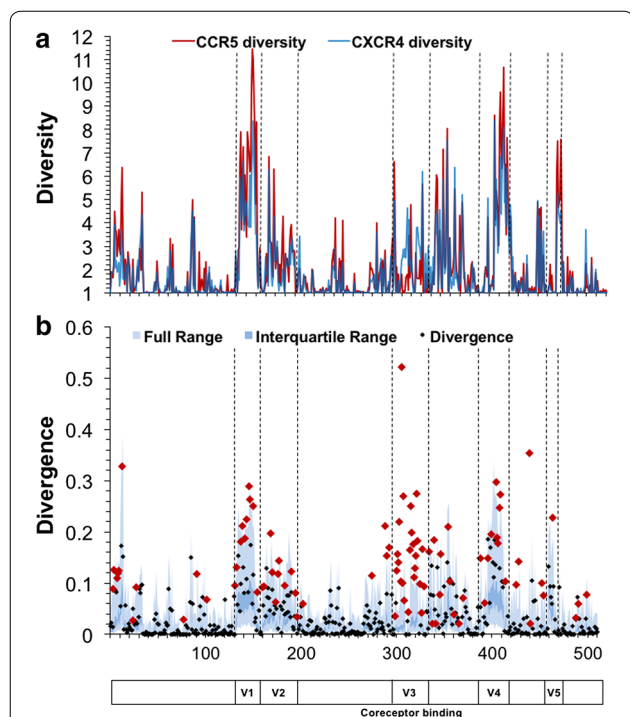 a
CCR5 diversity CXCR4 diversity
Diversity
12
11
10
9
8
7
6
5
4
3
2
1
b
Full Range Interquartile Range Divergence
Divergence
0.6
0.5
0.4
0.3
0.2
0.1
0
100 200 300 400 500
V1 V2 V3 V4 V5
Coreceptor binding